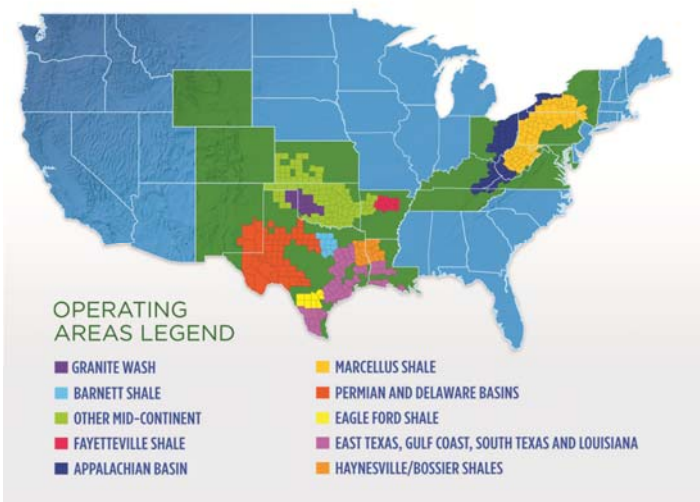 OPERATING
AREAS LEGEND
GRANITE WASH
BARNETT SHALE
OTHER MID-CONTINENT
FAYETTEVILLE SHALE
APPALACHIAN BASIN
MARCELLUS SHALE
PERMIAN AND DELAWARE BASINS
EAGLE FORD SHALE
EAST TEXAS, GULF COAST, SOUTH TEXAS AND LOUISIANA
HAYNESVILLE/BOSSIER SHALES